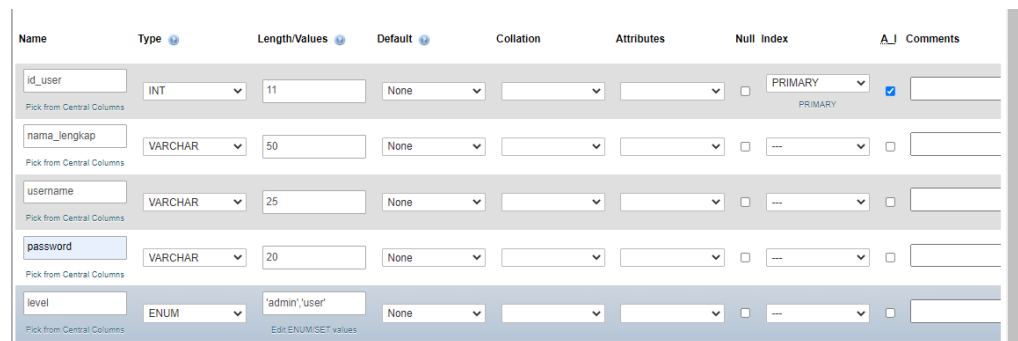 Name Type Length/Values Default Collation Attributes Null Index A_I Comments
id_user INT 11 None PRIMARY
Pick from Central Columns PRIMARY
nama_lengkap VARCHAR 50 None ---
Pick from Central Columns
username VARCHAR 25 None ---
Pick from Central Columns
password VARCHAR 20 None ---
Pick from Central Columns
level ENUM 'admin','user' None ---
Pick from Central Columns Edit ENUM/SET values